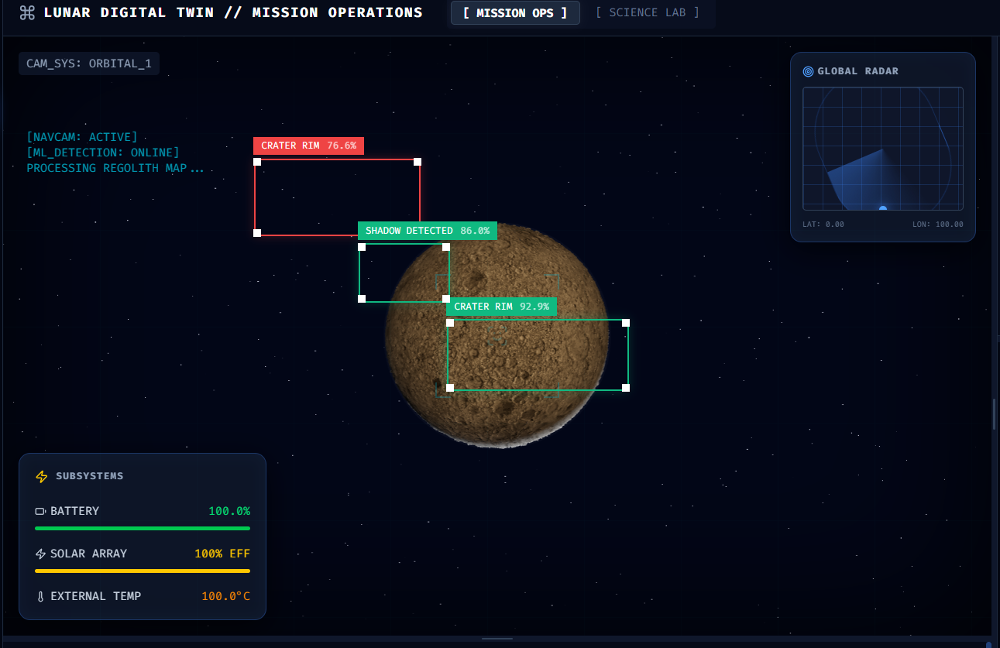 LUNAR DIGITAL TWIN // MISSION OPERATIONS
[ MISSION OPS ]
[ SCIENCE LAB ]
CAM_SYS: ORBITAL_1
GLOBAL RADAR
[NAVCAM: ACTIVE]
[ML_DETECTION: ONLINE]
PROCESSING REGOLITH MAP...
CRATER RIM 76.6%
SHADOW DETECTED 86.0%
CRATER RIM 92.9%
LAT: 0.00
LON: 100.00
SUBSYSTEMS
BATTERY 100.0%
SOLAR ARRAY 100% EFF
EXTERNAL TEMP 100.0°C